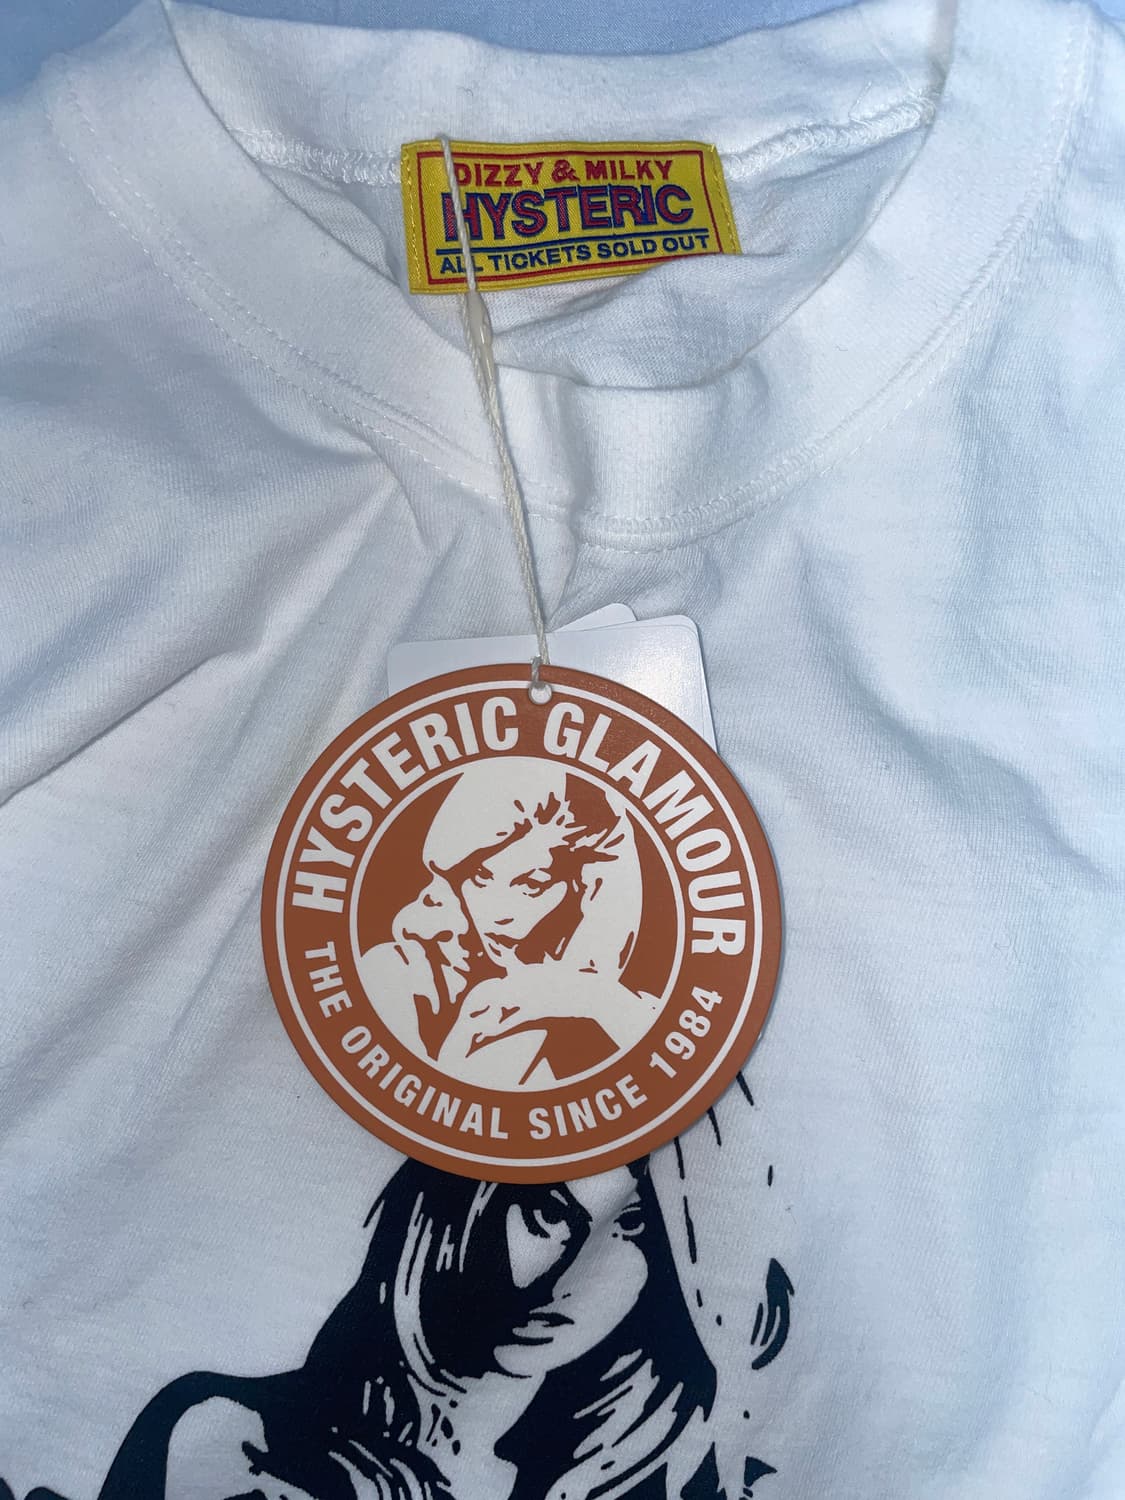 DIZZY & MILKY
HYSTERIC
ALL TICKETS SOLD OUT
HYSTERIC GLAMOUR
THE ORIGINAL SINCE 1984